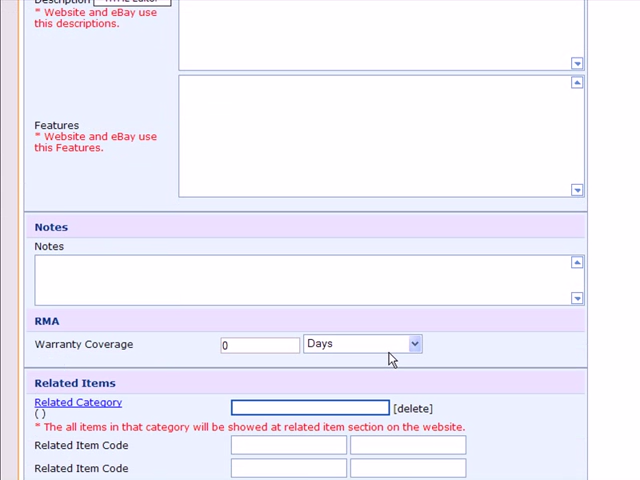 Description HTML Editor
* Website and eBay use
this descriptions.
Features
* Website and eBay use
this Features.
Notes
Notes
RMA
Warranty Coverage 0 Days
Related Items
Related Category
( ) [delete]
* The all items in that category will be showed at related item section on the website.
Related Item Code
Related Item Code